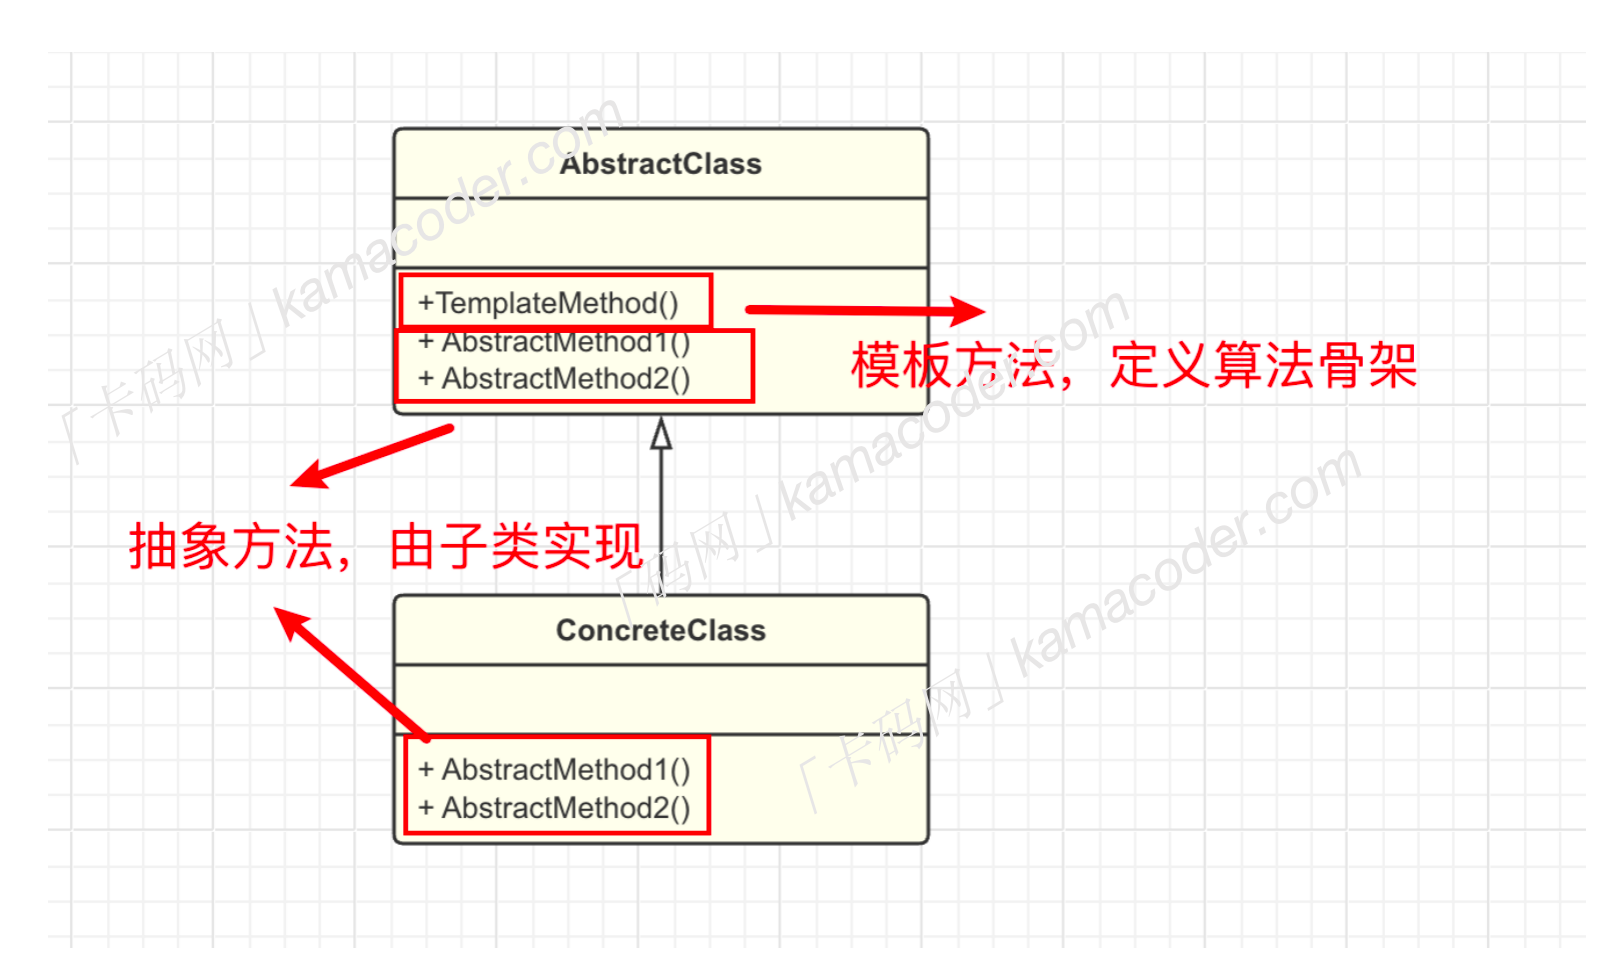 AbstractClass
+TemplateMethod()
+ AbstractMethod1()
+ AbstractMethod2()
模板方法，定义算法骨架
抽象方法，由子类实现
ConcreteClass
+ AbstractMethod1()
+ AbstractMethod2()
「卡码网」kamacoder.com
「卡码网」kamacoder.com
「卡码网」kamacoder.com